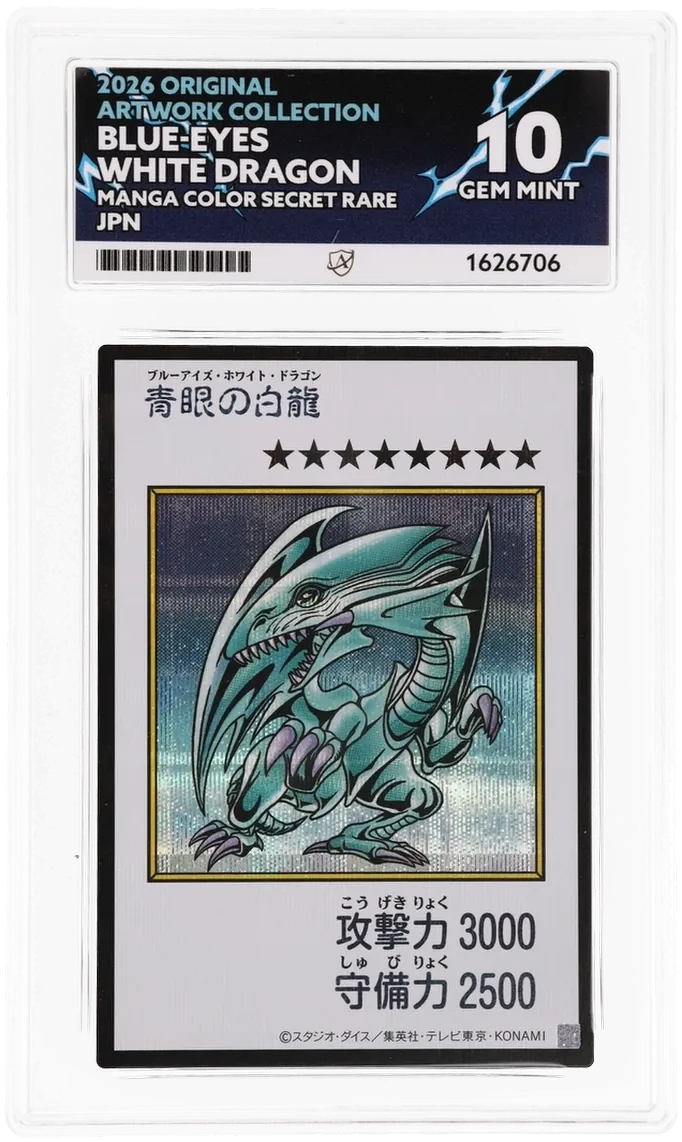 2026 ORIGINAL
ARTWORK COLLECTION
BLUE-EYES
WHITE DRAGON
MANGA COLOR SECRET RARE
JPN
10
GEM MINT
A
1626706
ブルーアイズ・ホワイト・ドラゴン
青眼の白龍
★★★★★★★★
こうげきりょく
攻撃力 3000
しゅびりょく
守備力 2500
©スタジオ・ダイス／集英社・テレビ東京・KONAMI